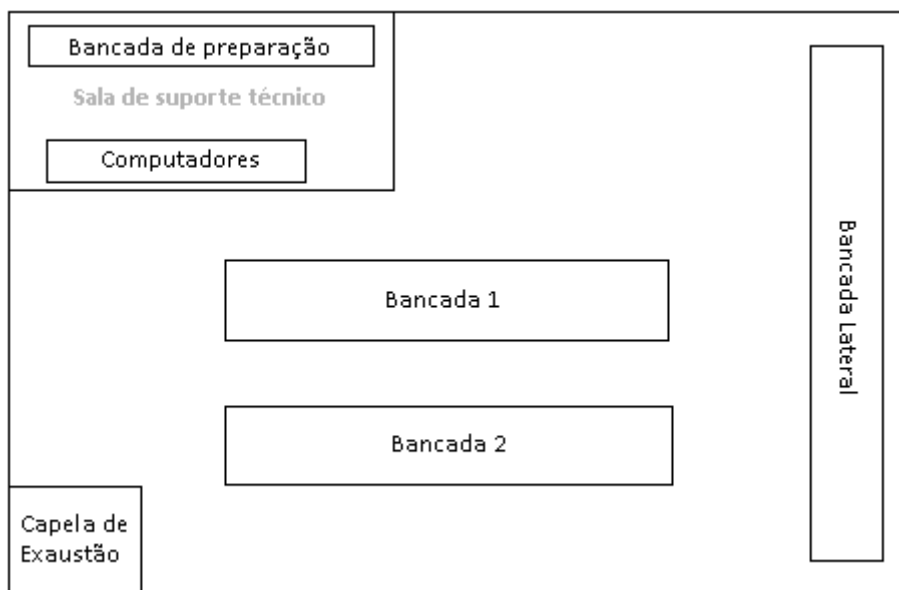 Bancada de preparação
Sala de suporte técnico
Computadores
Bancada 1
Bancada Lateral
Bancada 2
Capela de
Exaustão